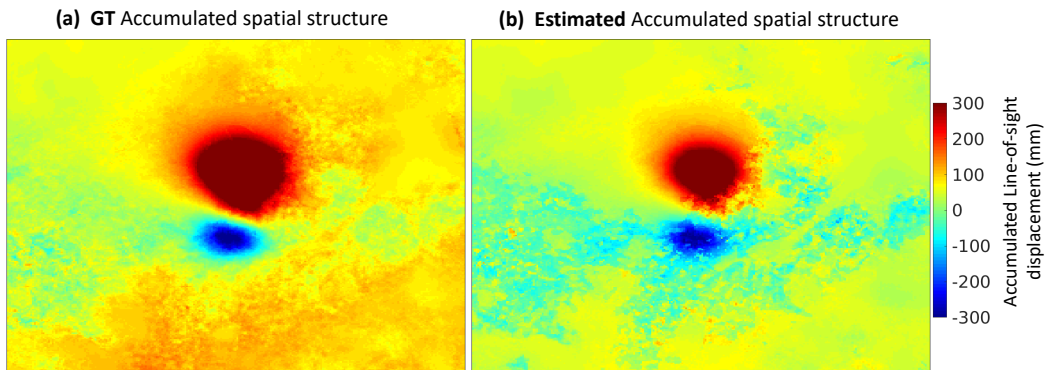 (a) GT Accumulated spatial structure
(b) Estimated Accumulated spatial structure
300
200
100
0
-100
-200
-300
Accumulated Line-of-sight
displacement (mm)